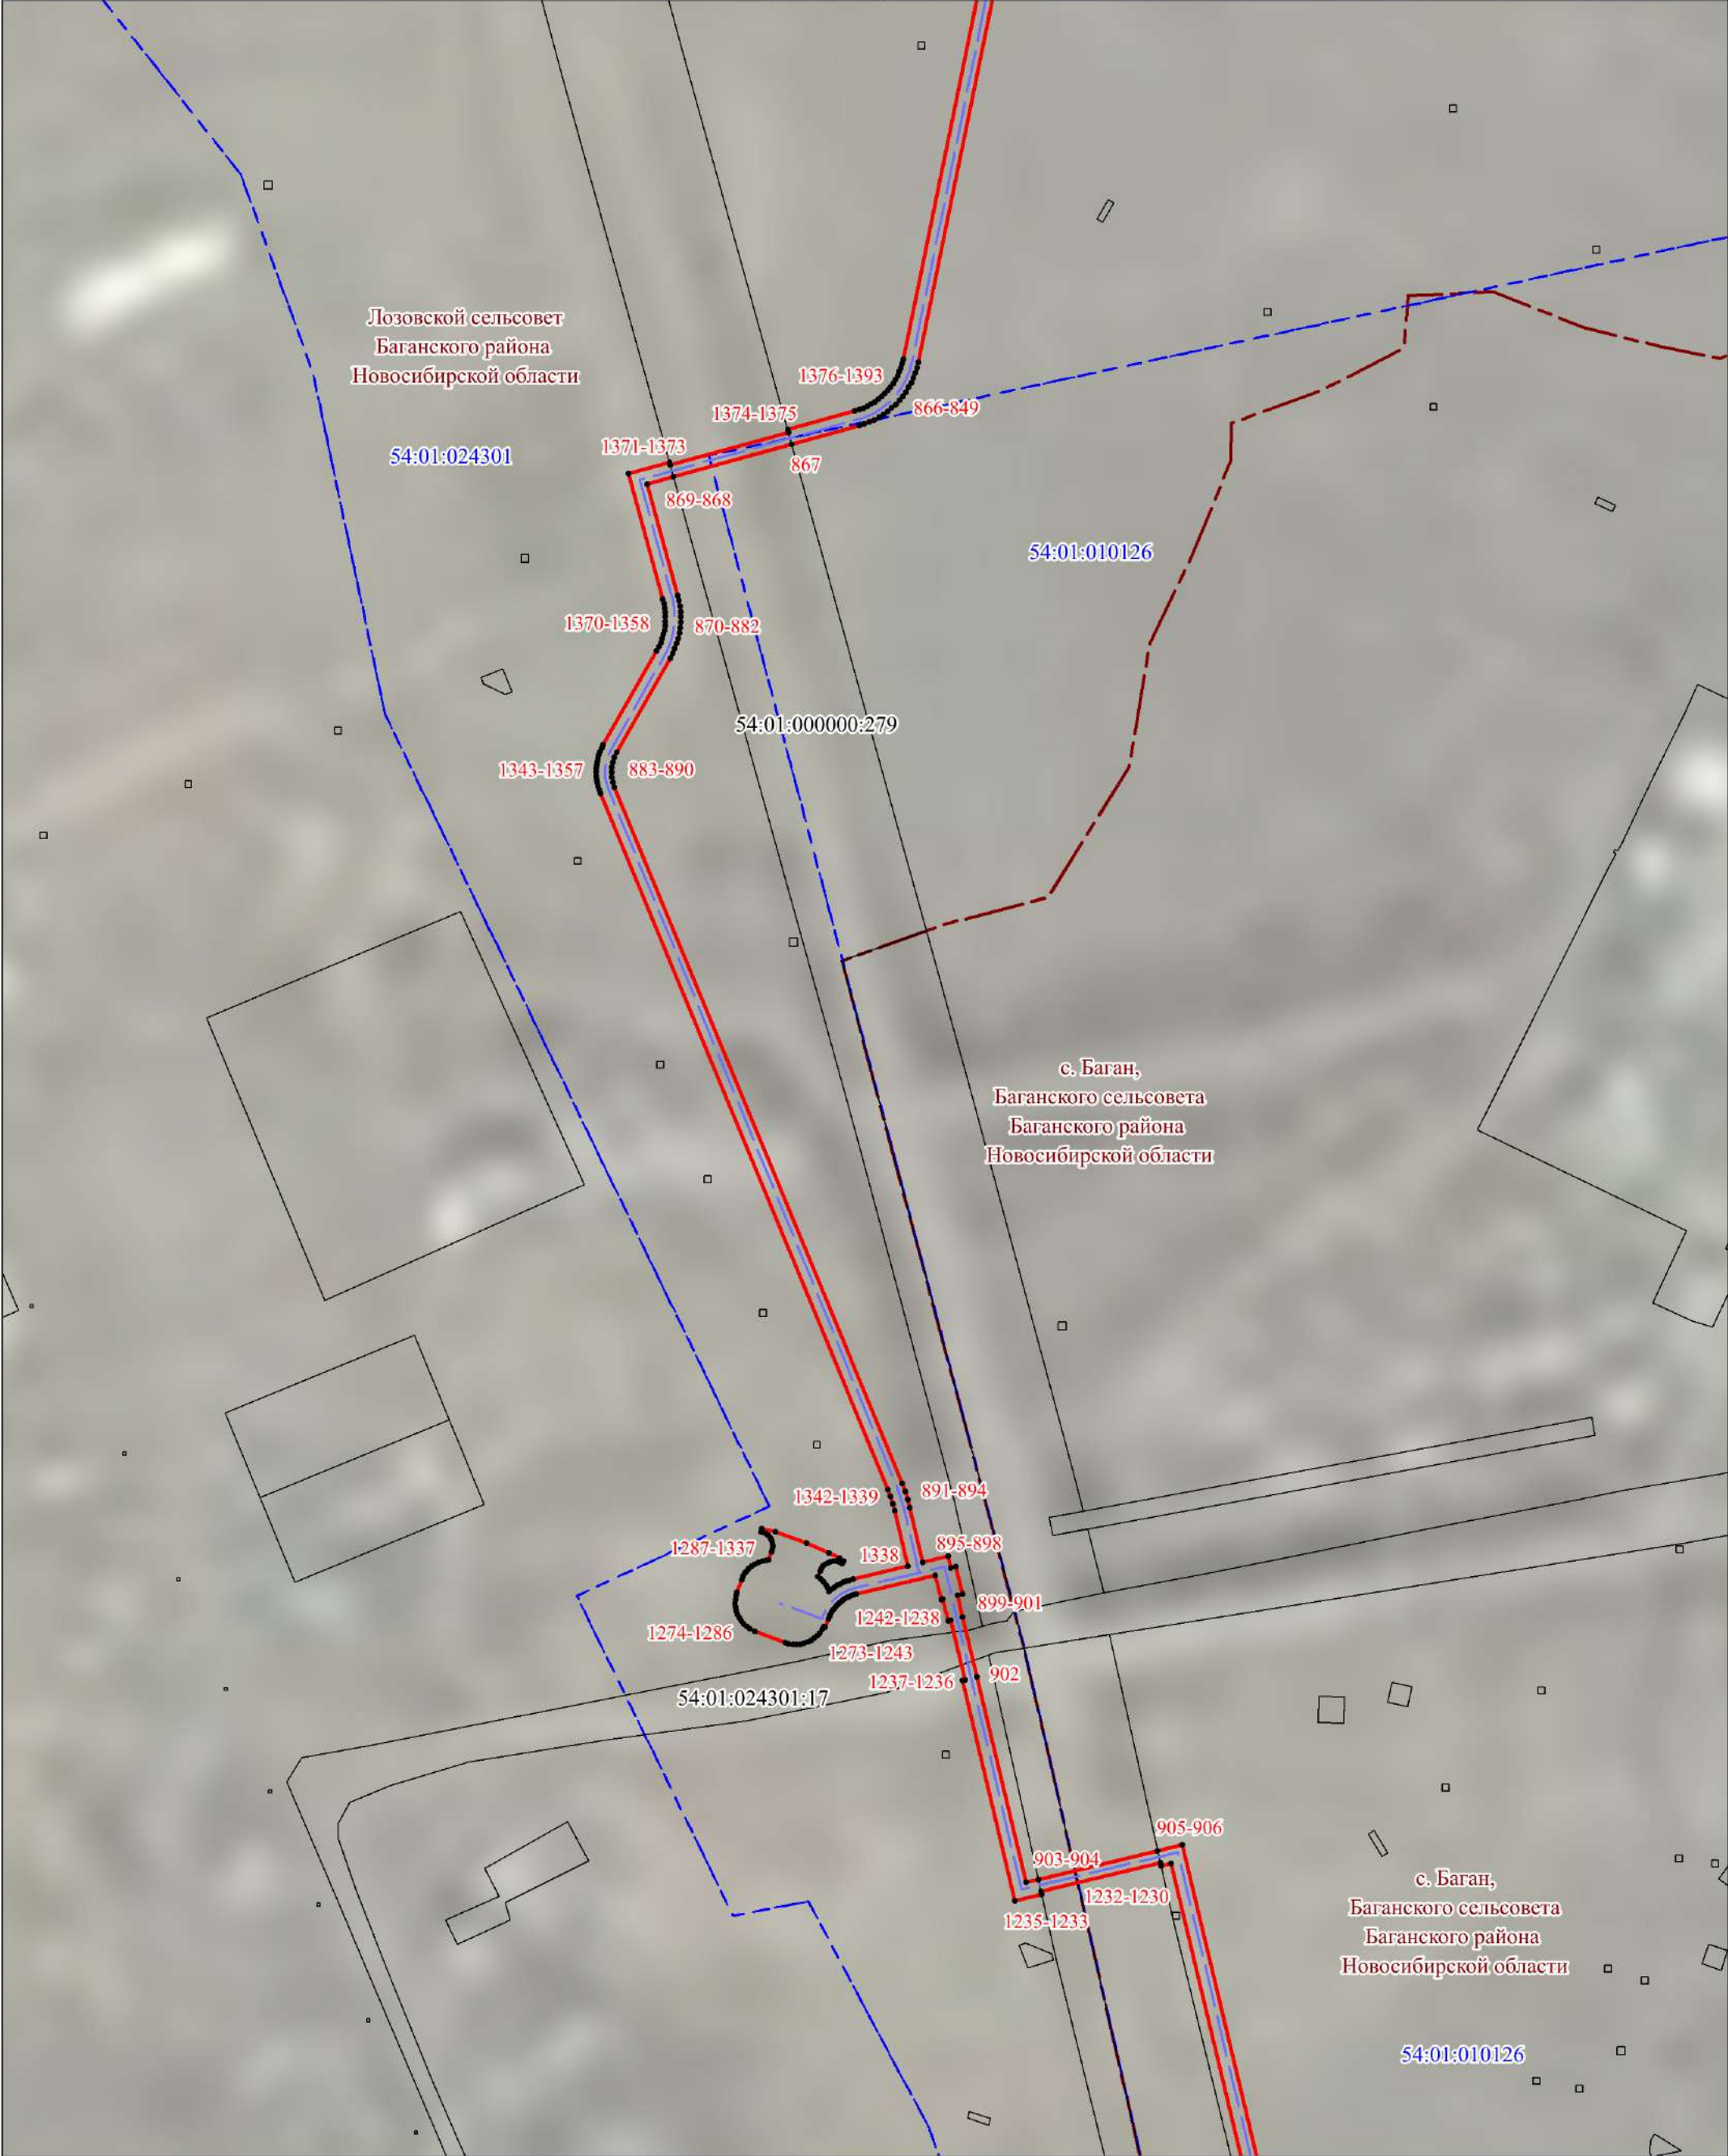 Лозовской сельсовет
Баганского района
Новосибирской области
1376-1393
1374-1375
866-849
1371-1373
54:01:024301
867
869-868
54:01:010126
1370-1358
870-882
54:01:000000:279
1343-1357
883-890
с. Баган,
Баганского сельсовета
Баганского района
Новосибирской области
891-894
1342-1339
895-898
1287-1337
1338
899-901
1242-1238
1274-1286
1273-1243
902
1237-1236
54:01:024301:17
905-906
903-904
1232-1230
1235-1233
с. Баган,
Баганского сельсовета
Баганского района
Новосибирской области
54:01:010126